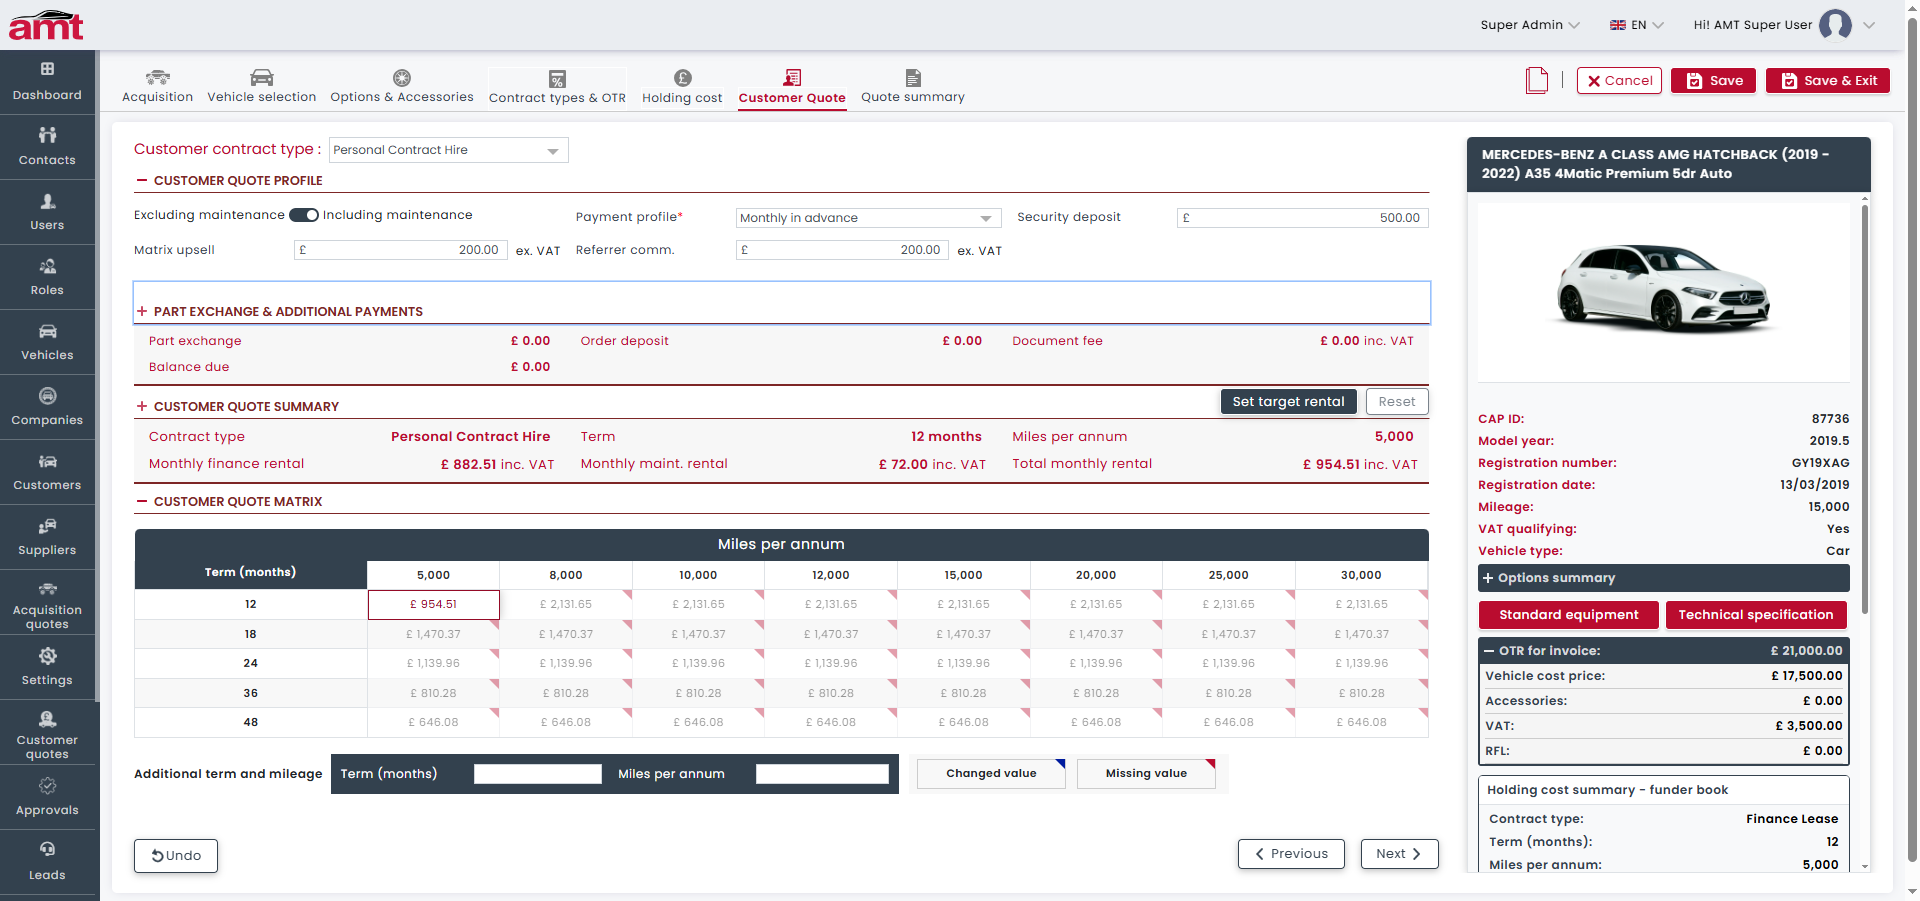 amt
Super Admin
EN
Hi! AMT Super User
Dashboard
Contacts
Users
Roles
Vehicles
Companies
Customers
Suppliers
Acquisition
quotes
Settings
Customer
quotes
Approvals
Leads
Acquisition
Vehicle selection
Options & Accessories
Contract types & OTR
Holding cost
Customer Quote
Quote summary
Cancel
Save
Save & Exit
Customer contract type : Personal Contract Hire
CUSTOMER QUOTE PROFILE
Excluding maintenance Including maintenance
Payment profile* Monthly in advance
Security deposit £ 500.00
Matrix upsell £ 200.00 ex. VAT
Referrer comm. £ 200.00 ex. VAT
+ PART EXCHANGE & ADDITIONAL PAYMENTS
Part exchange £ 0.00 Order deposit £ 0.00 Document fee £ 0.00 inc. VAT
Balance due £ 0.00
+ CUSTOMER QUOTE SUMMARY
Set target rental
Reset
Contract type Personal Contract Hire Term 12 months Miles per annum 5,000
Monthly finance rental £ 882.51 inc. VAT Monthly maint. rental £ 72.00 inc. VAT Total monthly rental £ 954.51 inc. VAT
CUSTOMER QUOTE MATRIX
Miles per annum
Term (months) 5,000 8,000 10,000 12,000 15,000 20,000 25,000 30,000
12 £ 954.51 £ 2,131.65 £ 2,131.65 £ 2,131.65 £ 2,131.65 £ 2,131.65 £ 2,131.65 £ 2,131.65
18 £ 1,470.37 £ 1,470.37 £ 1,470.37 £ 1,470.37 £ 1,470.37 £ 1,470.37 £ 1,470.37 £ 1,470.37
24 £ 1,139.96 £ 1,139.96 £ 1,139.96 £ 1,139.96 £ 1,139.96 £ 1,139.96 £ 1,139.96 £ 1,139.96
36 £ 810.28 £ 810.28 £ 810.28 £ 810.28 £ 810.28 £ 810.28 £ 810.28 £ 810.28
48 £ 646.08 £ 646.08 £ 646.08 £ 646.08 £ 646.08 £ 646.08 £ 646.08 £ 646.08
Additional term and mileage Term (months) Miles per annum
Changed value
Missing value
Undo
Previous
Next
MERCEDES-BENZ A CLASS AMG HATCHBACK (2019 -
2022) A35 4Matic Premium 5dr Auto
CAP ID: 87736
Model year: 2019.5
Registration number: GY19XAG
Registration date: 13/03/2019
Mileage: 15,000
VAT qualifying: Yes
Vehicle type: Car
+ Options summary
Standard equipment
Technical specification
OTR for invoice: £ 21,000.00
Vehicle cost price: £ 17,500.00
Accessories: £ 0.00
VAT: £ 3,500.00
RFL: £ 0.00
Holding cost summary - funder book
Contract type: Finance Lease
Term (months): 12
Miles per annum: 5,000